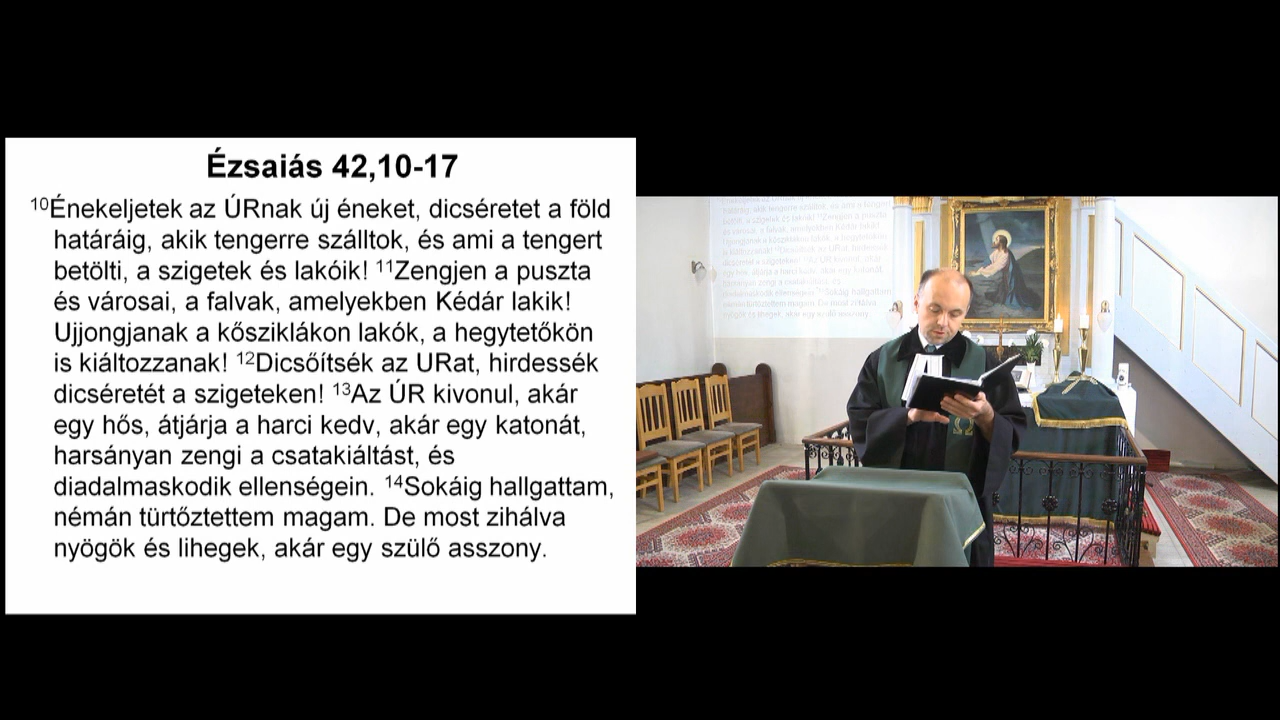 Ézsaiás 42,10-17
¹⁰Énekeljetek az ÚRnak új éneket, dicséretet a föld
határáig, akik tengerre szálltok, és ami a tengert
betölti, a szigetek és lakóik! ¹¹Zengjen a puszta
és városai, a falvak, amelyekben Kédár lakik!
Ujjongjanak a kősziklákon lakók, a hegytetőkön
is kiáltozzanak! ¹²Dicsőítsék az URat, hirdessék
dicséretét a szigeteken! ¹³Az ÚR kivonul, akár
egy hős, átjárja a harci kedv, akár egy katonát,
harsányan zengi a csatakiáltást, és
diadalmaskodik ellenségein. ¹⁴Sokáig hallgattam,
némán türtőztettem magam. De most zihálva
nyögök és lihegek, akár egy szülő asszony.